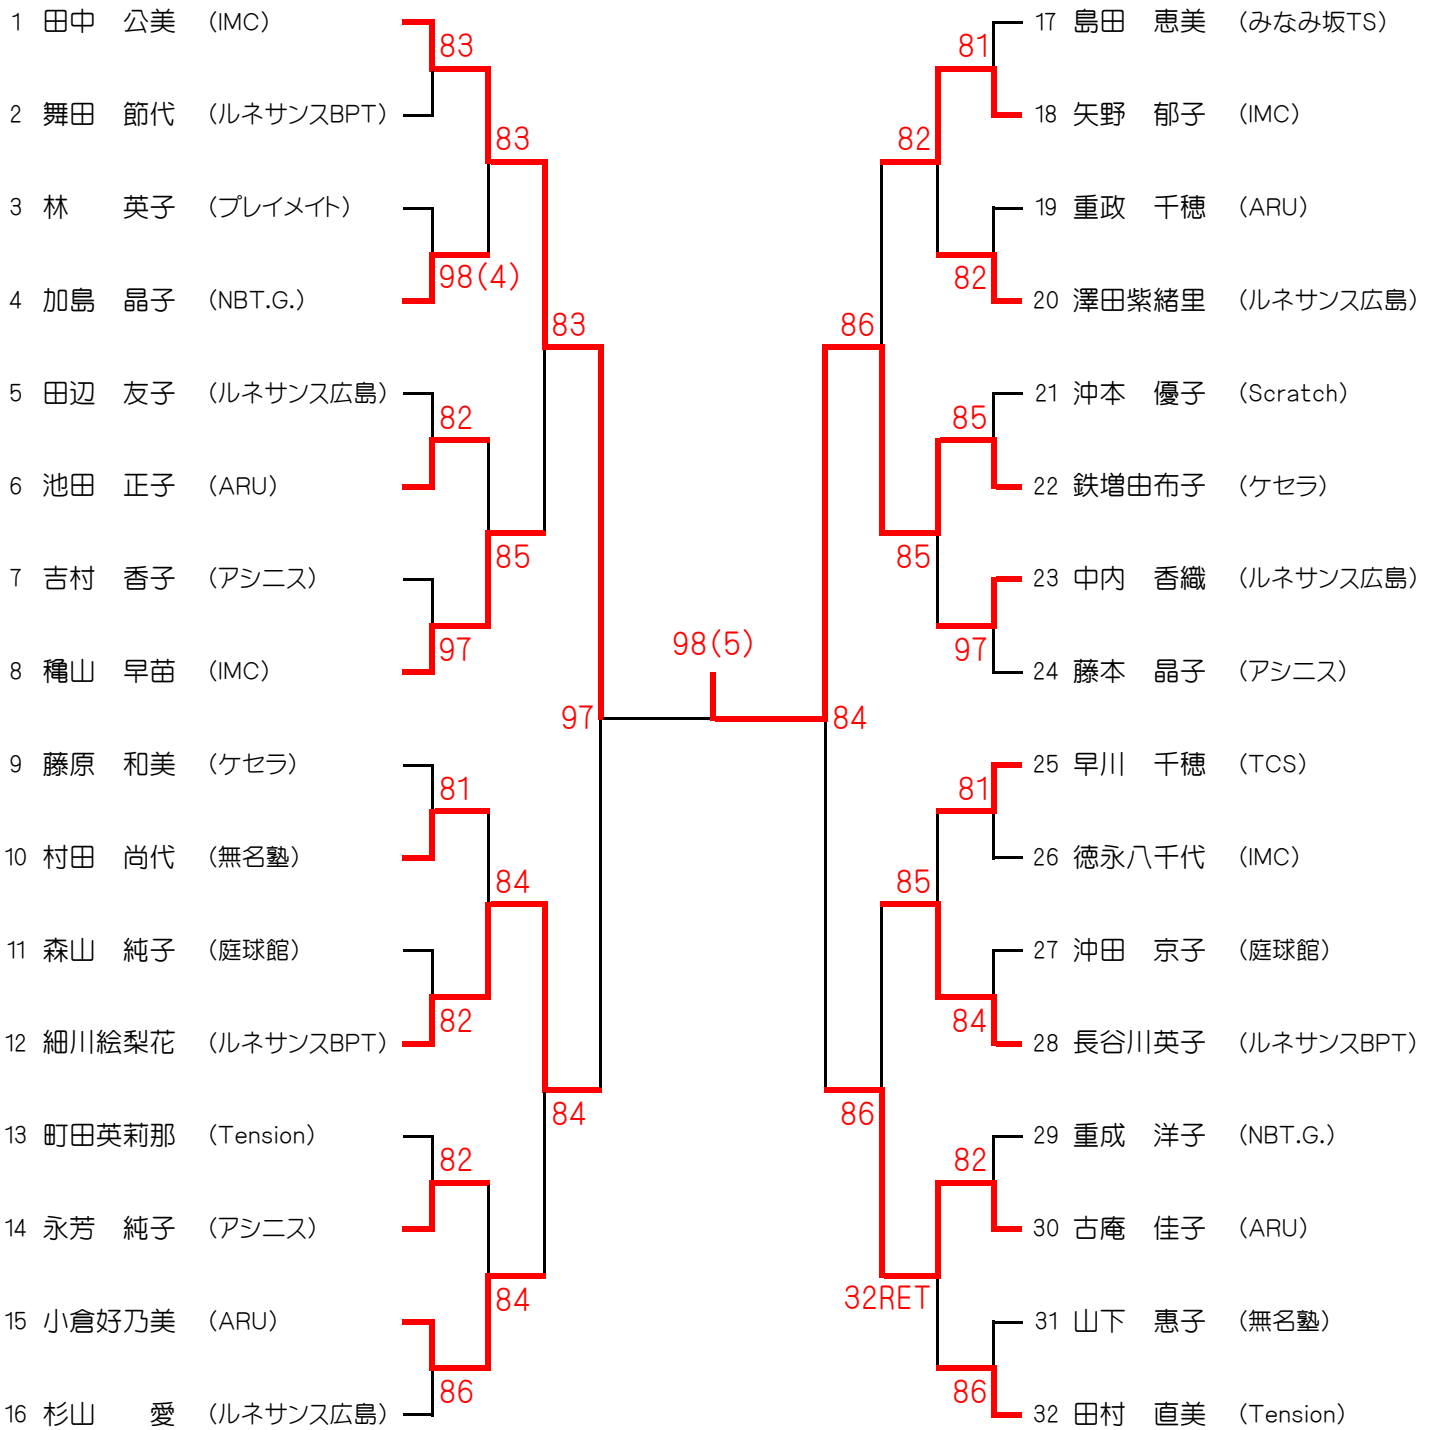 1 田中 公美 (IMC)
83
2 舞田 節代 (ルネサンスBPT)
83
3 林 英子 (プレイメイト)
98(4)
4 加島 晶子 (NBT.G.)
83
5 田辺 友子 (ルネサンス広島)
82
6 池田 正子 (ARU)
85
7 吉村 香子 (アシニス)
97
8 穐山 早苗 (IMC)
97
9 藤原 和美 (ケセラ)
81
10 村田 尚代 (無名塾)
84
11 森山 純子 (庭球館)
82
12 細川絵梨花 (ルネサンスBPT)
84
13 町田英莉那 (Tension)
82
14 永芳 純子 (アシニス)
84
15 小倉好乃美 (ARU)
86
16 杉山 愛 (ルネサンス広島)
98(5)
17 島田 恵美 (みなみ坂TS)
81
18 矢野 郁子 (IMC)
82
19 重政 千穂 (ARU)
82
20 澤田紫緒里 (ルネサンス広島)
86
21 沖本 優子 (Scratch)
85
22 鉄増由布子 (ケセラ)
85
23 中内 香織 (ルネサンス広島)
97
24 藤本 晶子 (アシニス)
84
25 早川 千穂 (TCS)
81
26 徳永八千代 (IMC)
85
27 沖田 京子 (庭球館)
84
28 長谷川英子 (ルネサンスBPT)
86
29 重成 洋子 (NBT.G.)
82
30 古庵 佳子 (ARU)
32RET
31 山下 惠子 (無名塾)
86
32 田村 直美 (Tension)